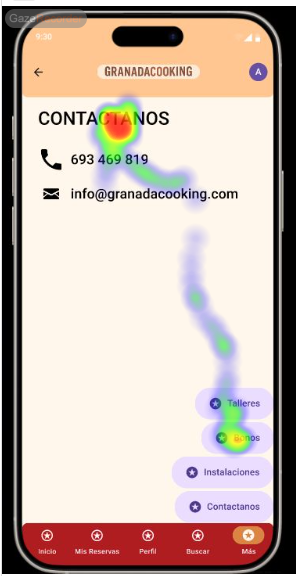 Gaze
9:30
GRANADACOOKING
A
CONTACTANOS
693 469 819
info@granadacooking.com
Talleres
Bonos
Instalaciones
Contactanos
Inicio
Mis Reservas
Perfil
Buscar
Más